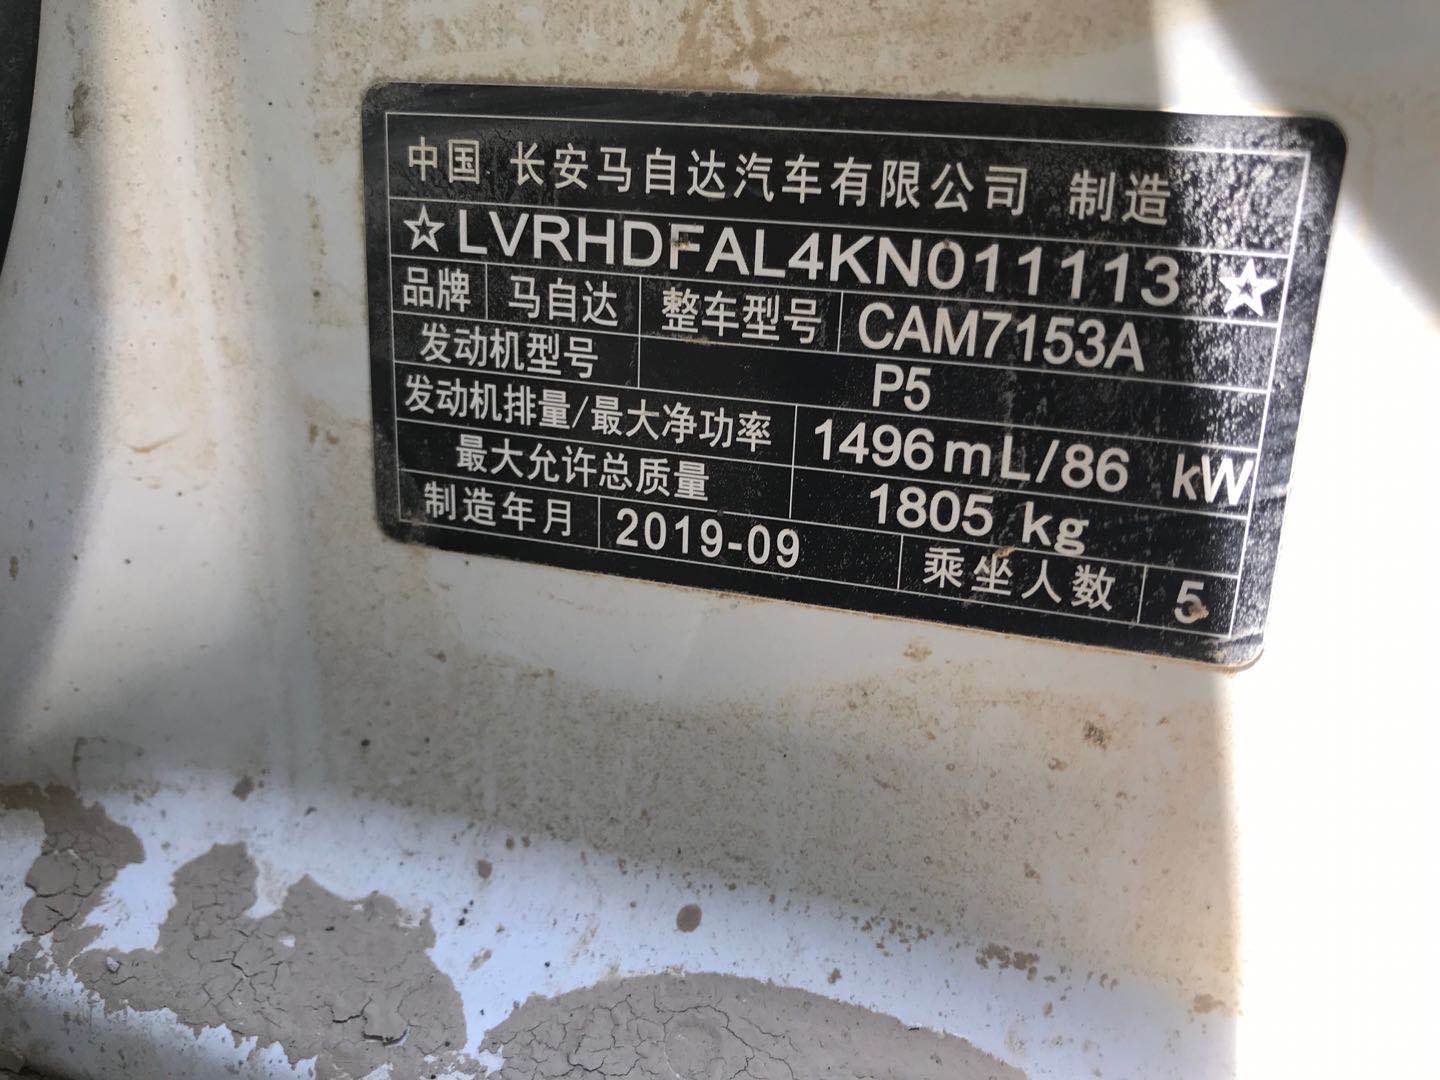 中国 长安马自达汽车有限公司 制造
☆LVRHDFAL4KN011113☆
品牌 马自达 整车型号 CAM7153A
发动机型号 P5
发动机排量/最大净功率 1496mL/86 kW
最大允许总质量 1805 kg
制造年月 2019-09 乘坐人数 5